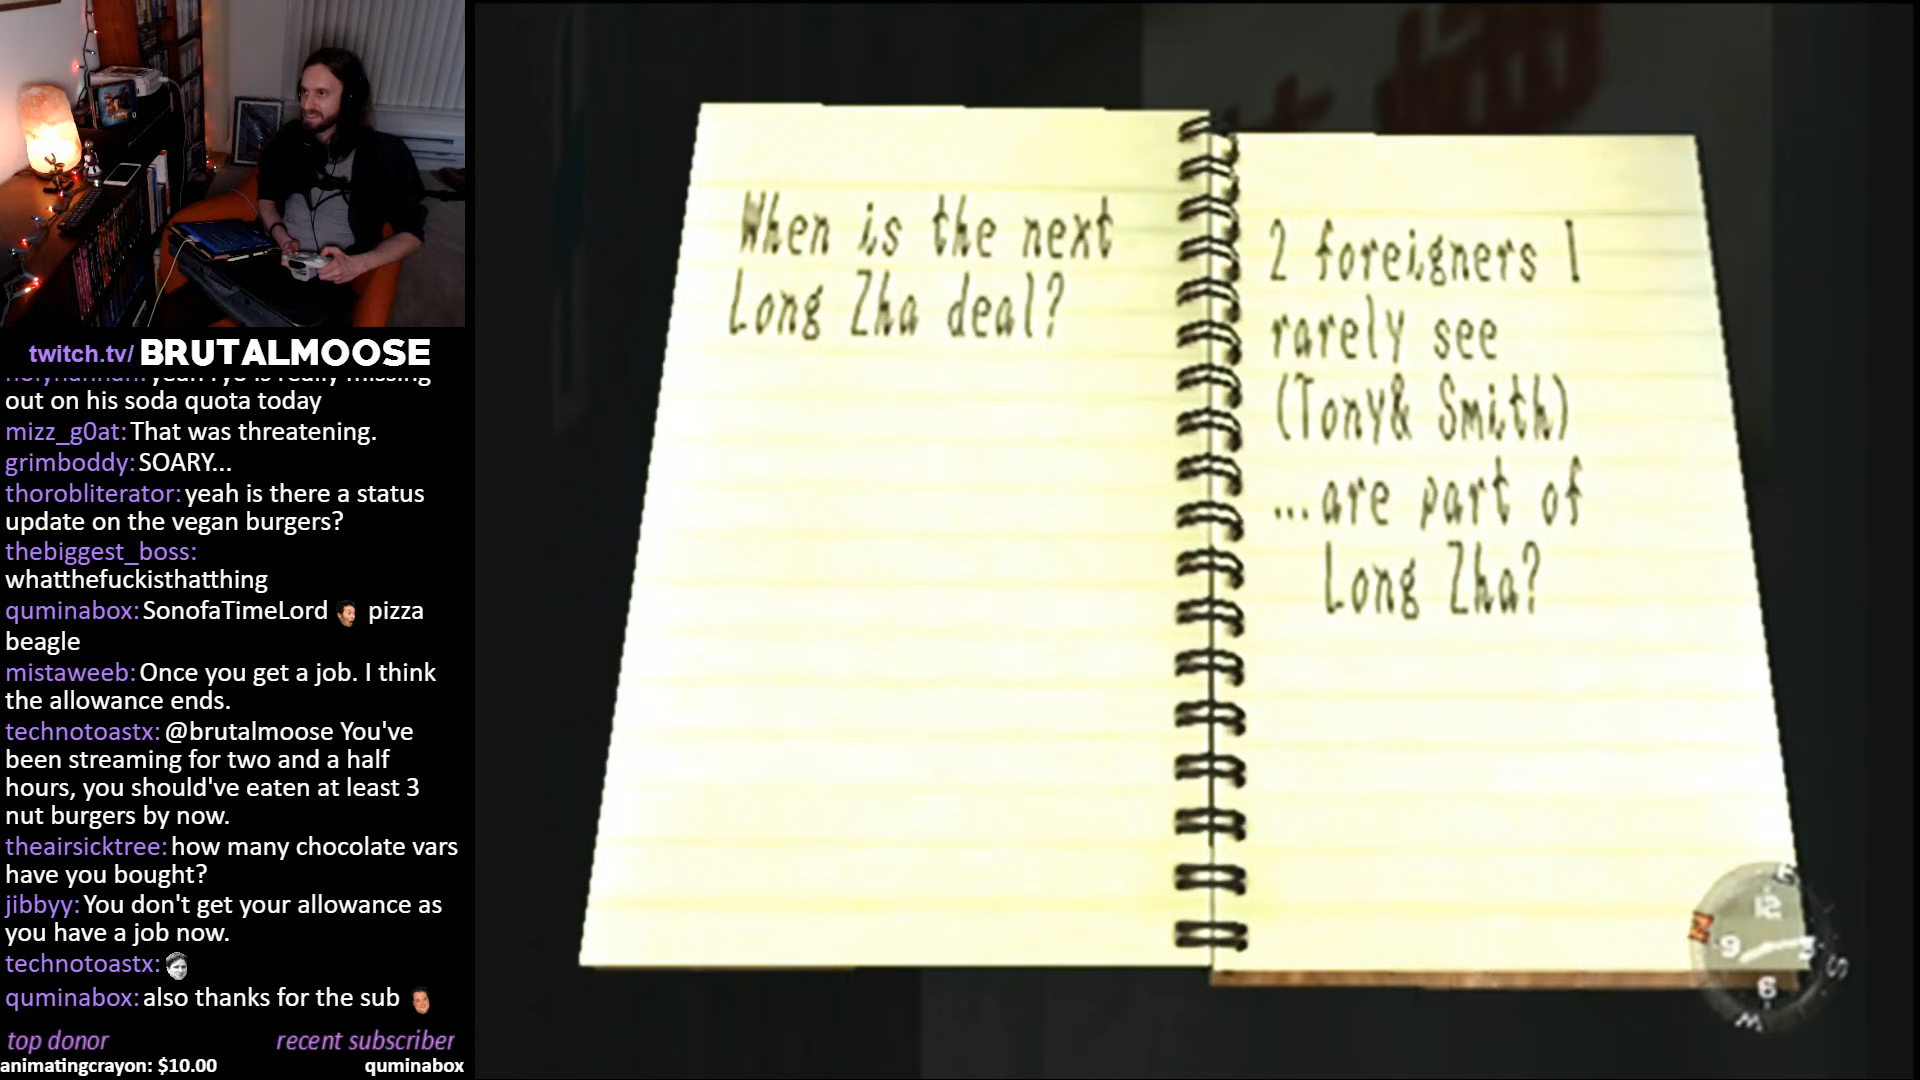 twitch.tv/ BRUTALMOOSE
out on his soda quota today
mizz_g0at: That was threatening.
grimboddy: SOARY...
thorobliterator: yeah is there a status
update on the vegan burgers?
thebiggest_boss:
whatthefuckisthatthing
quminabox: SonofaTimeLord pizza
beagle
mistaweeb: Once you get a job. I think
the allowance ends.
technotoastx: @brutalmoose You've
been streaming for two and a half
hours, you should've eaten at least 3
nut burgers by now.
theairsicktree: how many chocolate vars
have you bought?
jibbyy: You don't get your allowance as
you have a job now.
technotoastx:
quminabox: also thanks for the sub
top donor recent subscriber
animatingcrayon: $10.00 quminabox
When is the next
Long Zha deal?
2 foreigners I
rarely see
(Tony& Smith)
...are part of
Long Zha?
12
9 3
6
N
S
W